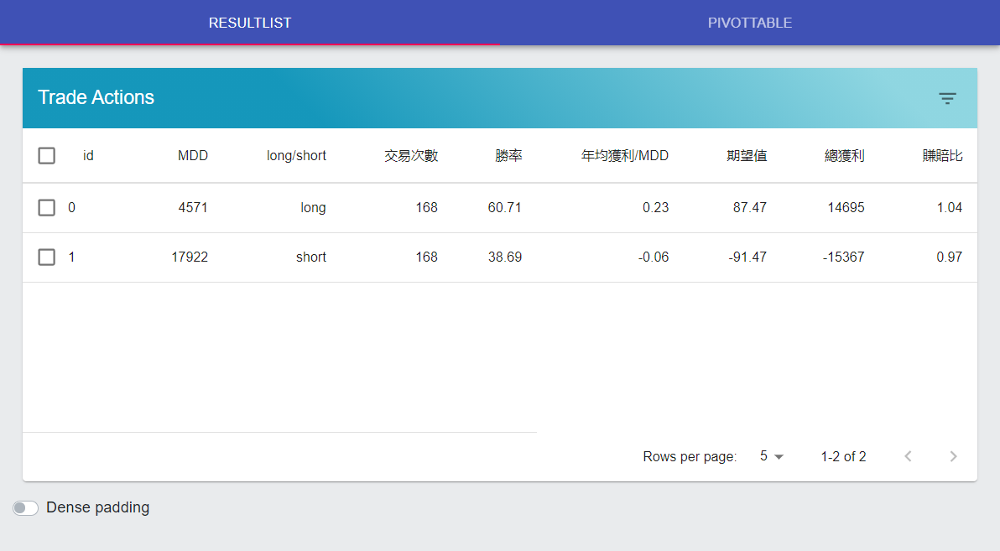 RESULTLIST PIVOTTABLE
Trade Actions
id MDD long/short 交易次數 勝率 年均獲利/MDD 期望值 總獲利 賺賠比
0 4571 long 168 60.71 0.23 87.47 14695 1.04
1 17922 short 168 38.69 -0.06 -91.47 -15367 0.97
Rows per page: 5 1-2 of 2
Dense padding